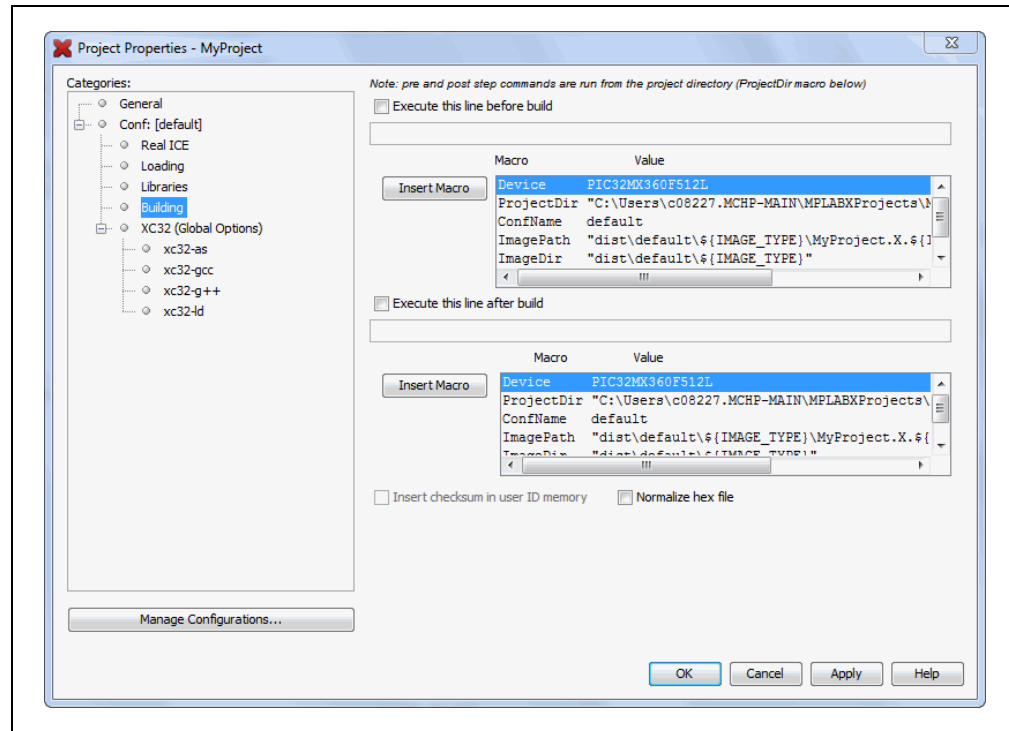 Project Properties - MyProject
Categories:
General
Conf: [default]
Real ICE
Loading
Libraries
Building
XC32 (Global Options)
xc32-as
xc32-gcc
xc32-g++
xc32-ld
Manage Configurations...
Note: pre and post step commands are run from the project directory (ProjectDir macro below)
Execute this line before build
Macro Value
Insert Macro
Device PIC32MX360F512L
ProjectDir "C:\Users\c08227.MCHP-MAIN\MPLABXProjects\
ConfName default
ImagePath "dist\default\${IMAGE_TYPE}\MyProject.X.${
ImageDir "dist\default\${IMAGE_TYPE}"
Execute this line after build
Macro Value
Insert Macro
Device PIC32MX360F512L
ProjectDir "C:\Users\c08227.MCHP-MAIN\MPLABXProjects\
ConfName default
ImagePath "dist\default\${IMAGE_TYPE}\MyProject.X.${
ImageDir "dist\default\${IMAGE_TYPE}"
Insert checksum in user ID memory Normalize hex file
OK Cancel Apply Help